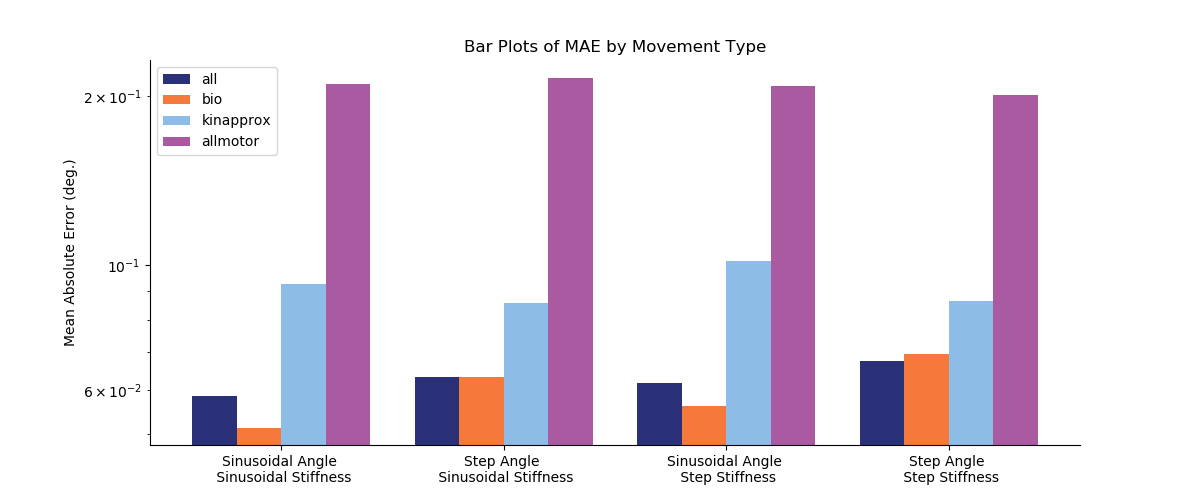 Bar Plots of MAE by Movement Type
all
bio
kinapprox
allmotor
Mean Absolute Error (deg.)
2 × 10⁻¹
10⁻¹
6 × 10⁻²
Sinusoidal Angle
Sinusoidal Stiffness
Step Angle
Sinusoidal Stiffness
Sinusoidal Angle
Step Stiffness
Step Angle
Step Stiffness